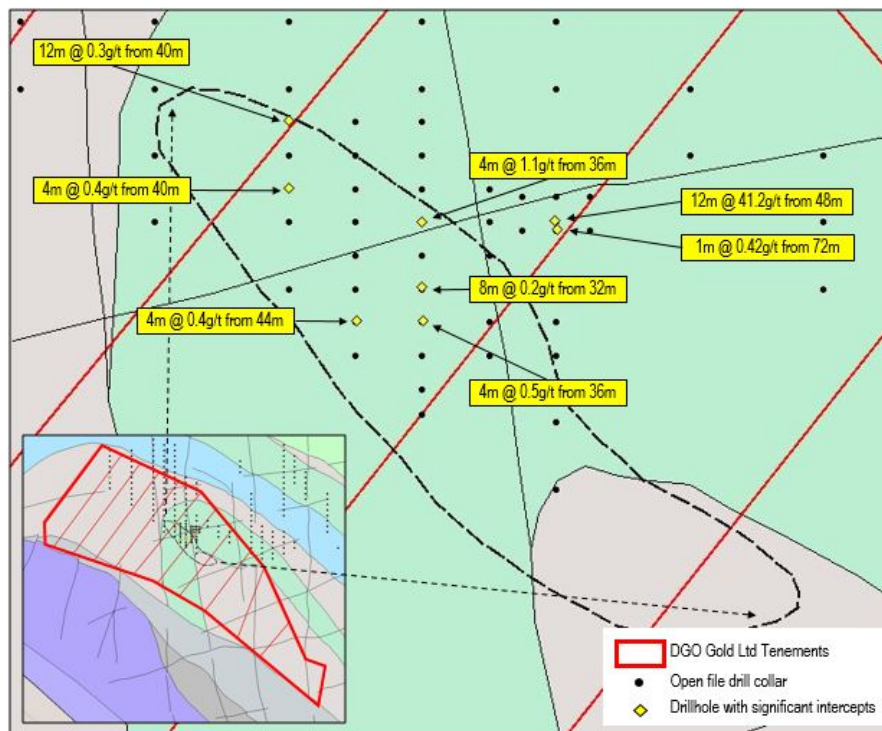 12m @ 0.3g/t from 40m
4m @ 1.1g/t from 36m
4m @ 0.4g/t from 40m
12m @ 41.2g/t from 48m
1m @ 0.42g/t from 72m
8m @ 0.2g/t from 32m
4m @ 0.4g/t from 44m
4m @ 0.5g/t from 36m
DGO Gold Ltd Tenements
Open file drill collar
Drillhole with significant intercepts